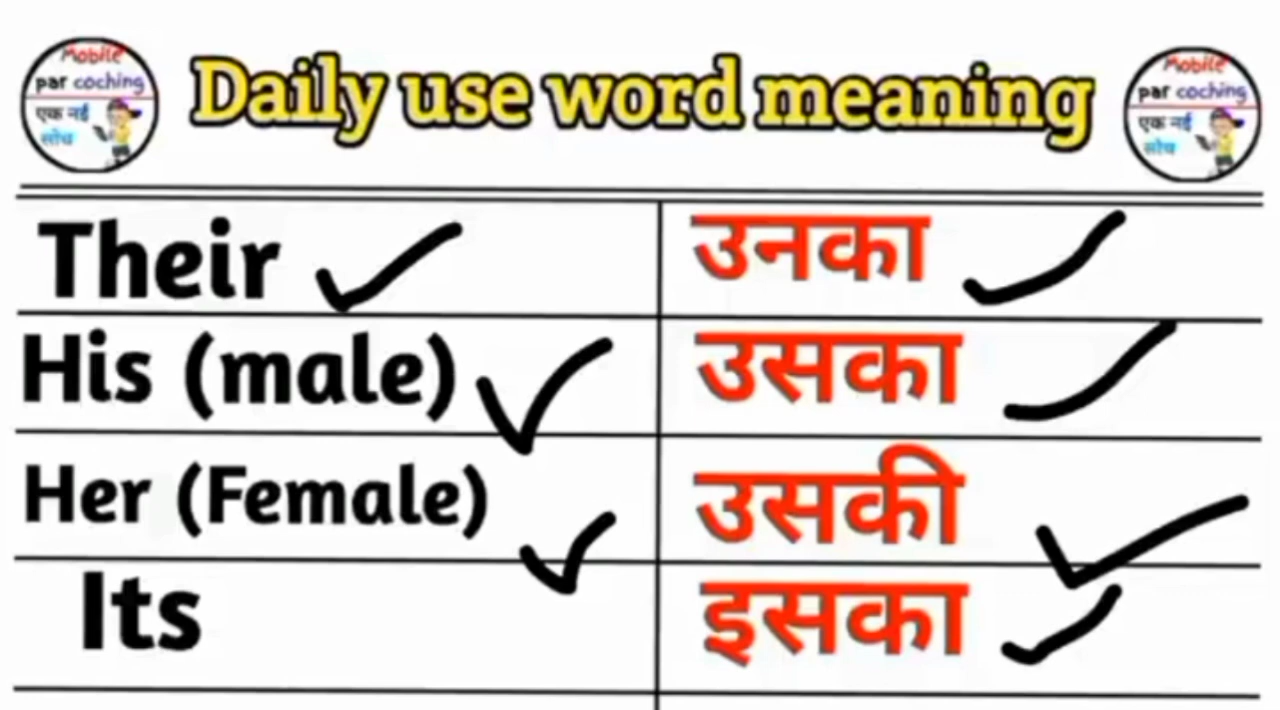 Mobile
par coching
एक नई
सोच
Daily use word meaning
Mobile
par coching
एक नई
सोच
Their उनका
His (male) उसका
Her (Female) उसकी
Its इसका